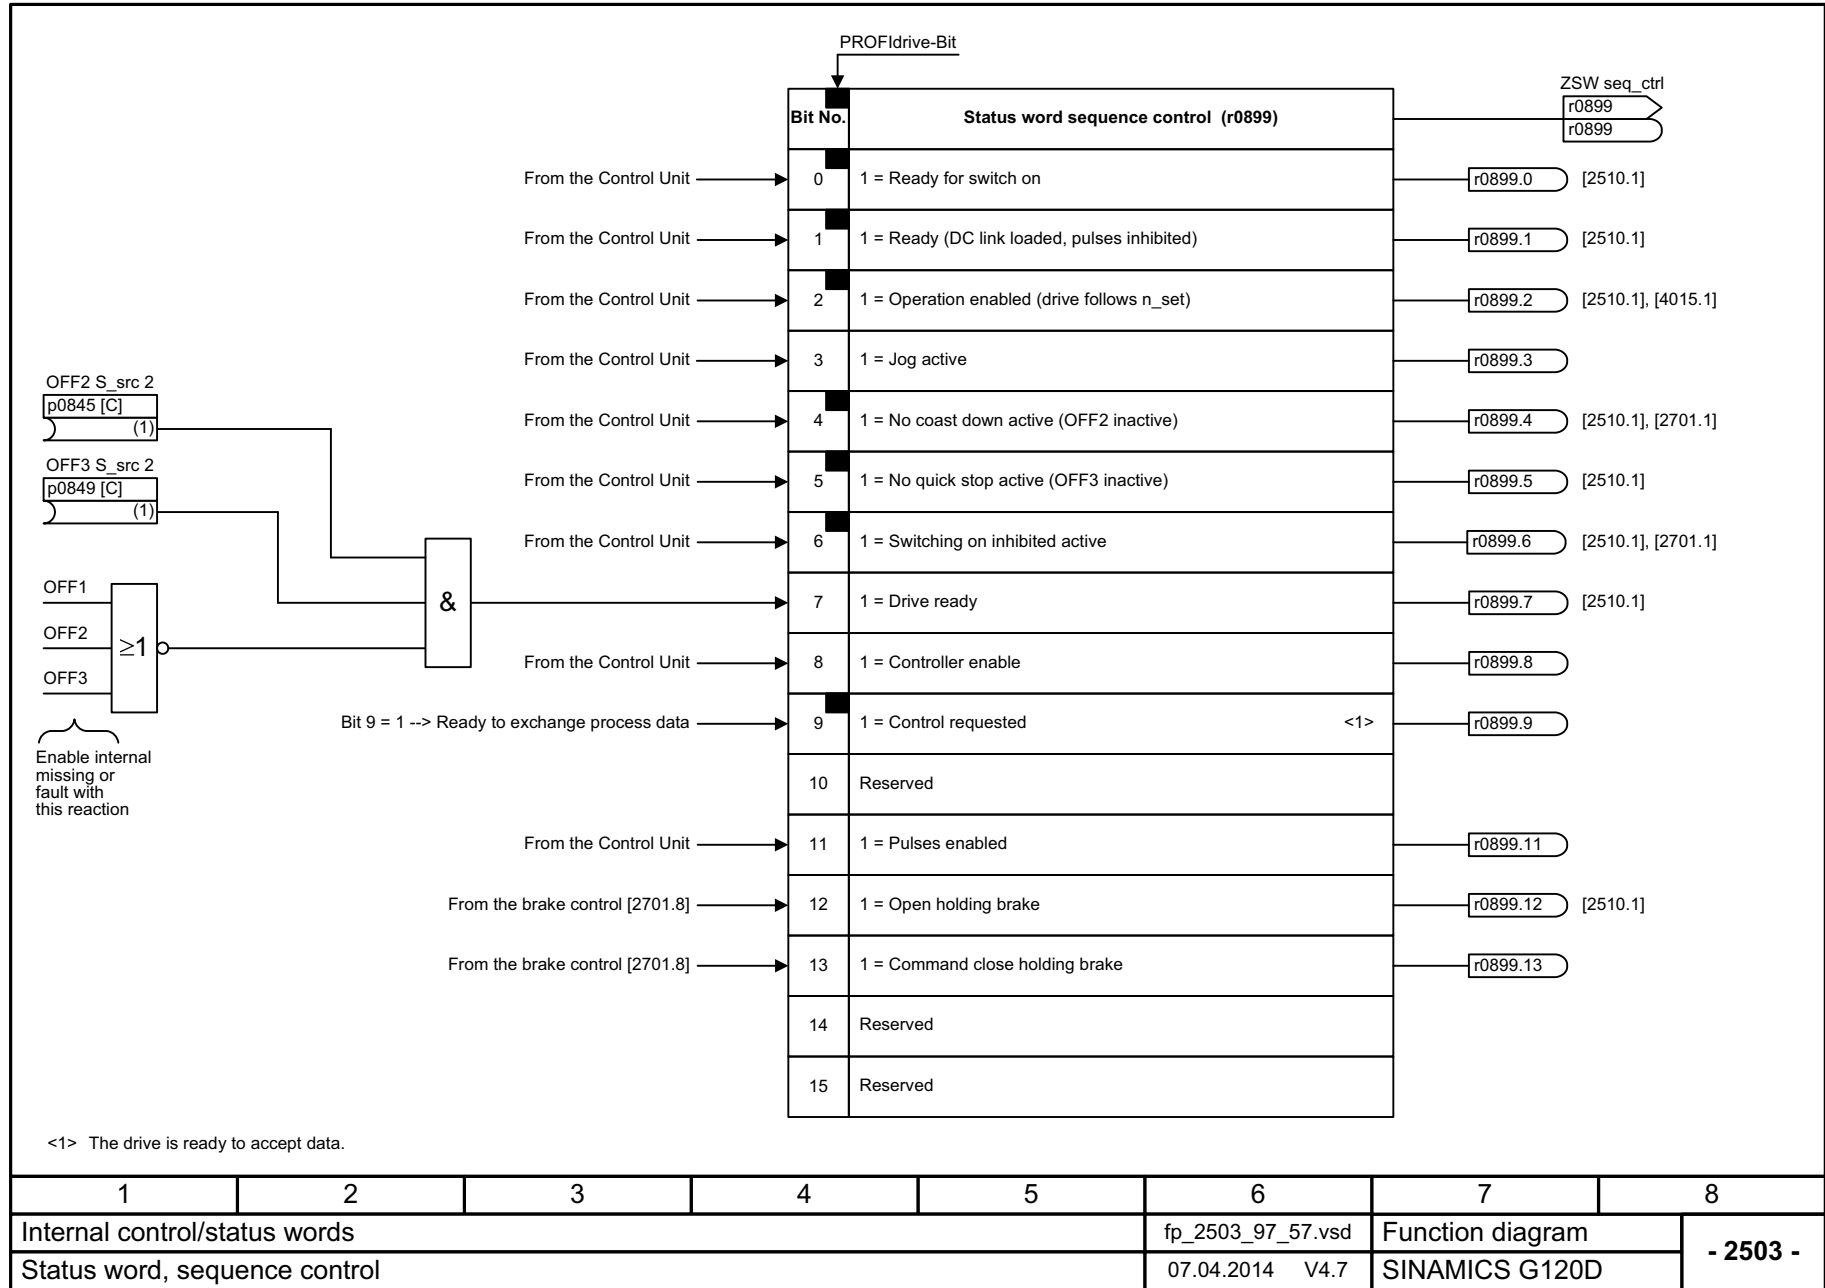 PROFIdrive-Bit
ZSW seq_ctrl
r0899
r0899
Bit No. Status word sequence control (r0899)
From the Control Unit 0 1 = Ready for switch on r0899.0 [2510.1]
From the Control Unit 1 1 = Ready (DC link loaded, pulses inhibited) r0899.1 [2510.1]
From the Control Unit 2 1 = Operation enabled (drive follows n_set) r0899.2 [2510.1], [4015.1]
From the Control Unit 3 1 = Jog active r0899.3
OFF2 S_src 2
p0845 [C]
(1)
From the Control Unit 4 1 = No coast down active (OFF2 inactive) r0899.4 [2510.1], [2701.1]
OFF3 S_src 2
p0849 [C]
(1)
From the Control Unit 5 1 = No quick stop active (OFF3 inactive) r0899.5 [2510.1]
From the Control Unit 6 1 = Switching on inhibited active r0899.6 [2510.1], [2701.1]
OFF1
OFF2
OFF3
≥1
&
7 1 = Drive ready r0899.7 [2510.1]
From the Control Unit 8 1 = Controller enable r0899.8
Bit 9 = 1 --> Ready to exchange process data 9 1 = Control requested <1> r0899.9
Enable internal
missing or
fault with
this reaction
10 Reserved
From the Control Unit 11 1 = Pulses enabled r0899.11
From the brake control [2701.8] 12 1 = Open holding brake r0899.12 [2510.1]
From the brake control [2701.8] 13 1 = Command close holding brake r0899.13
14 Reserved
15 Reserved
<1> The drive is ready to accept data.
1 2 3 4 5 6 7 8
Internal control/status words fp_2503_97_57.vsd Function diagram
- 2503 -
Status word, sequence control 07.04.2014 V4.7 SINAMICS G120D